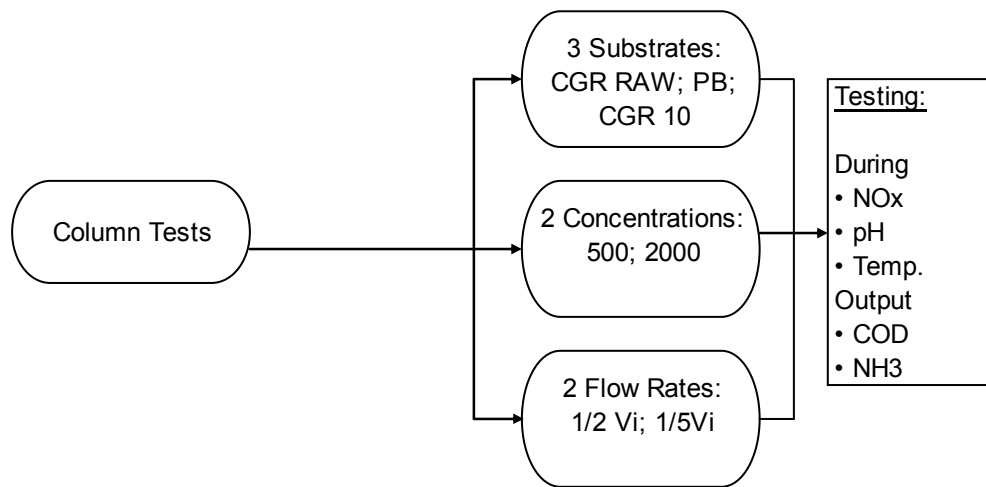 Column Tests
3 Substrates:
CGR RAW; PB;
CGR 10
2 Concentrations:
500; 2000
2 Flow Rates:
1/2 Vi; 1/5Vi
Testing:
During
• NOx
• pH
• Temp.
Output
• COD
• NH3